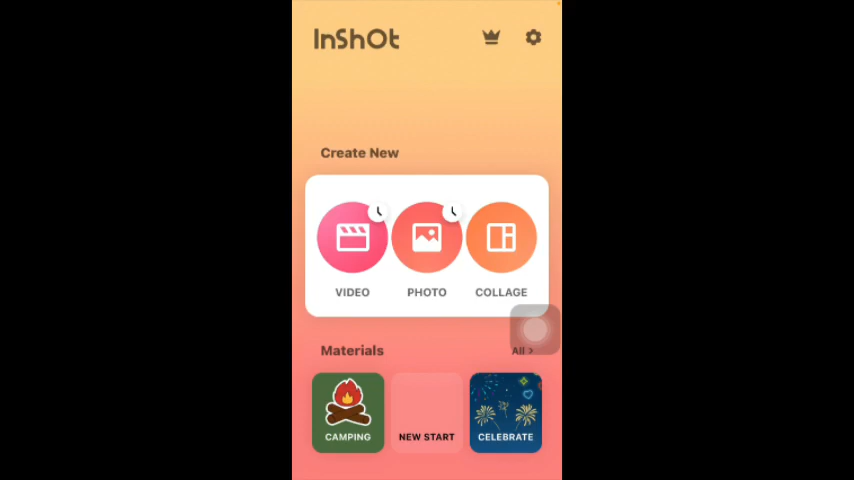 InShOt
Create New
VIDEO
PHOTO
COLLAGE
Materials
All >
CAMPING
NEW START
CELEBRATE